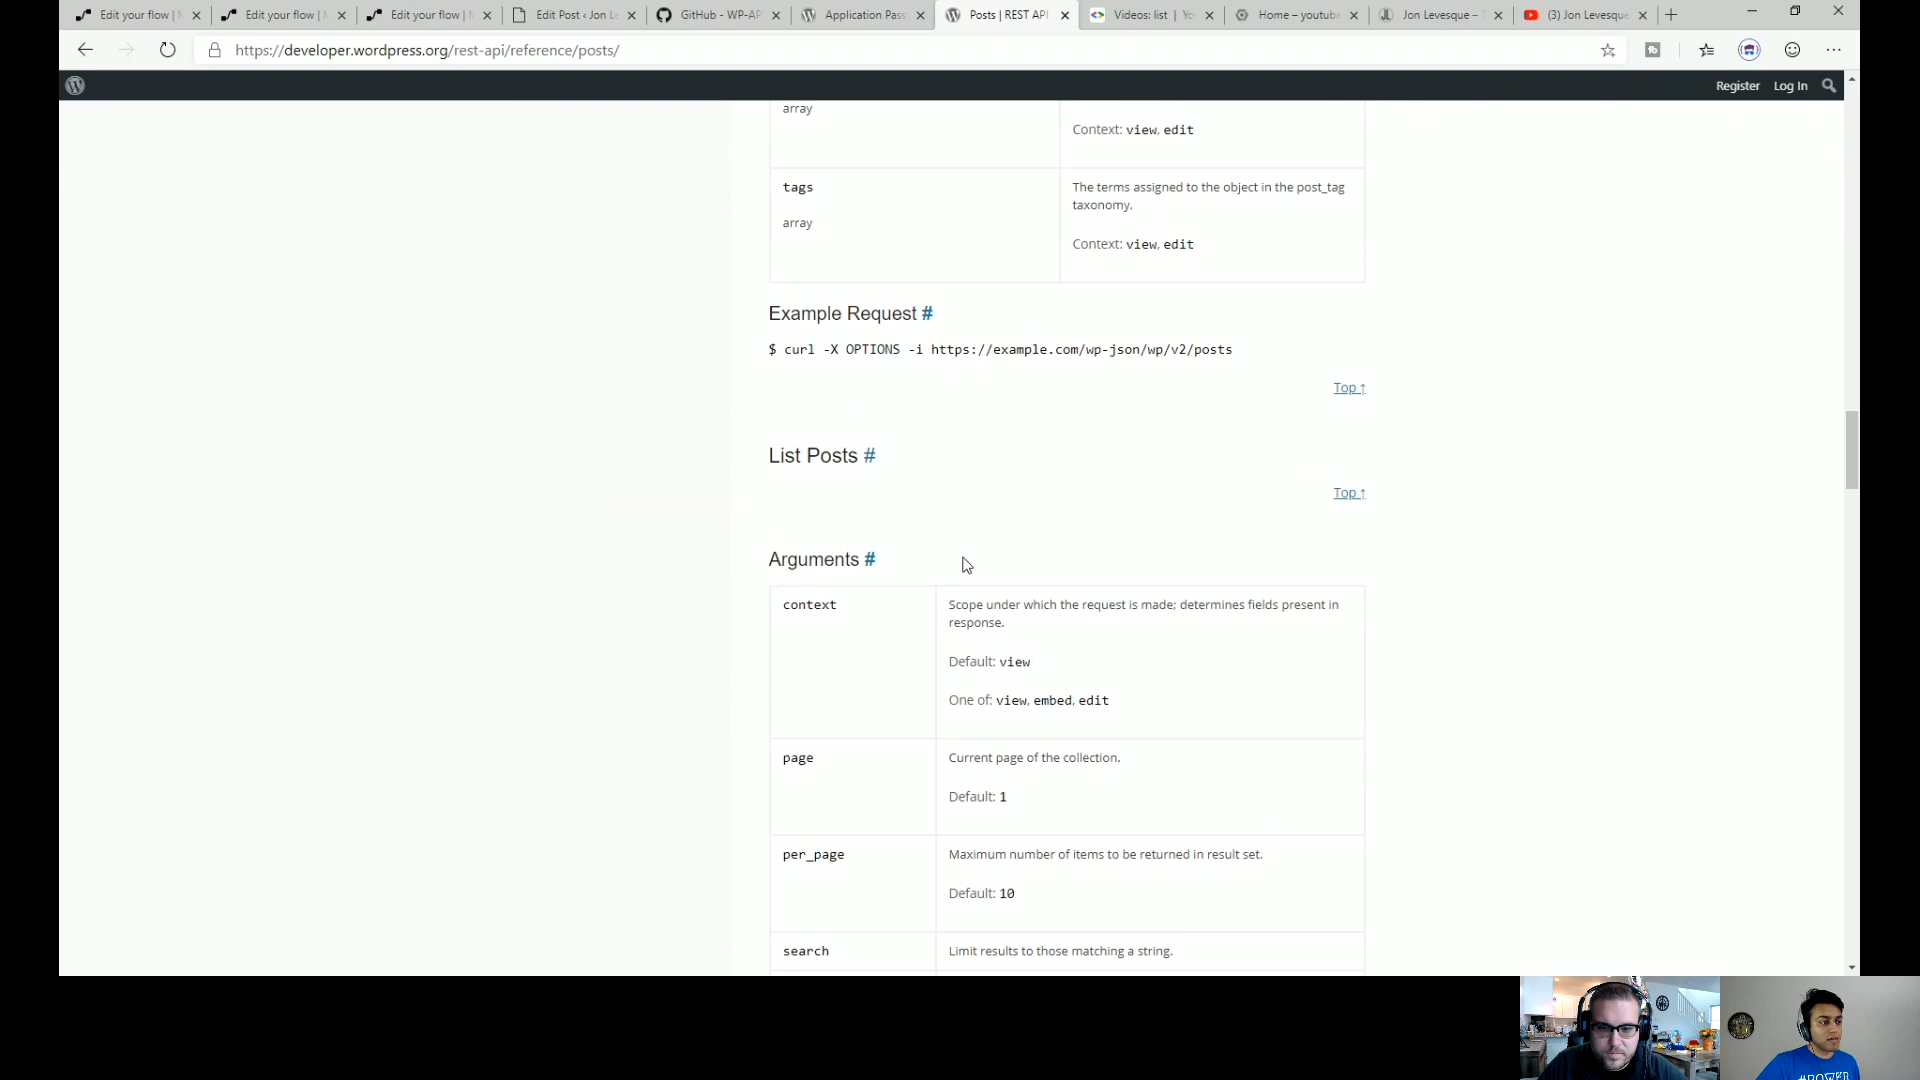 Edit your flow |
Edit your flow |
Edit your flow |
Edit Post ‹ Jon Le
GitHub - WP-AP
Application Pass
Posts | REST API
Videos: list | Yo
Home – youtube
Jon Levesque –
(3) Jon Levesque
https://developer.wordpress.org/rest-api/reference/posts/
Register Log In
array
Context: view, edit
tags
The terms assigned to the object in the post_tag
taxonomy.
array
Context: view, edit
Example Request #
$ curl -X OPTIONS -i https://example.com/wp-json/wp/v2/posts
Top ↑
List Posts #
Top ↑
Arguments #
context
Scope under which the request is made; determines fields present in
response.
Default: view
One of: view, embed, edit
page
Current page of the collection.
Default: 1
per_page
Maximum number of items to be returned in result set.
Default: 10
search
Limit results to those matching a string.
#POWER